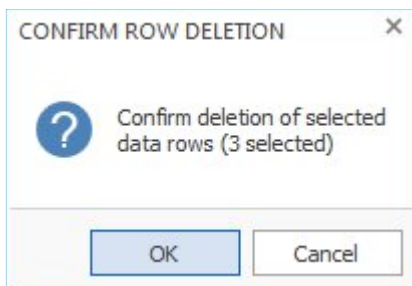 CONFIRM ROW DELETION
Confirm deletion of selected
data rows (3 selected)
OK
Cancel